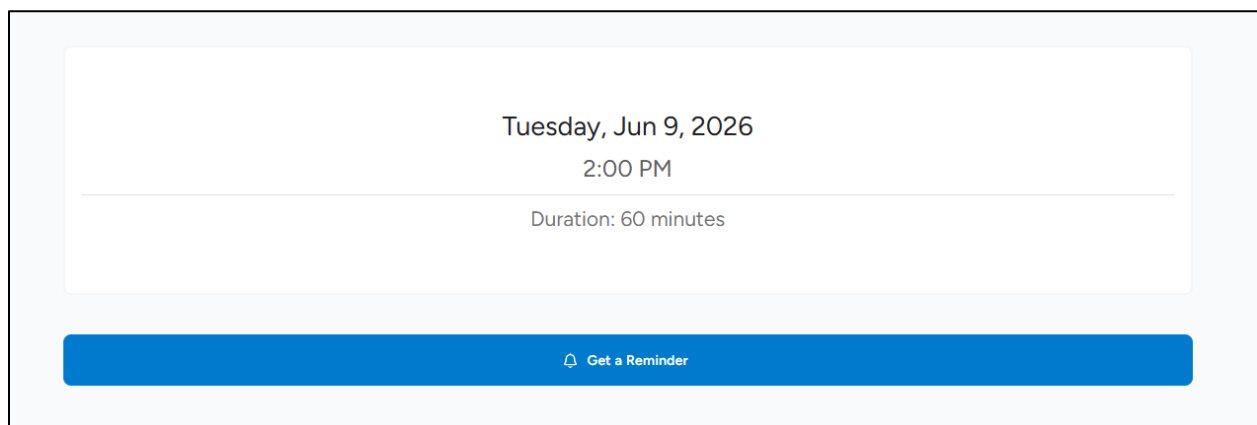 Tuesday, Jun 9, 2026
2:00 PM
Duration: 60 minutes
Get a Reminder